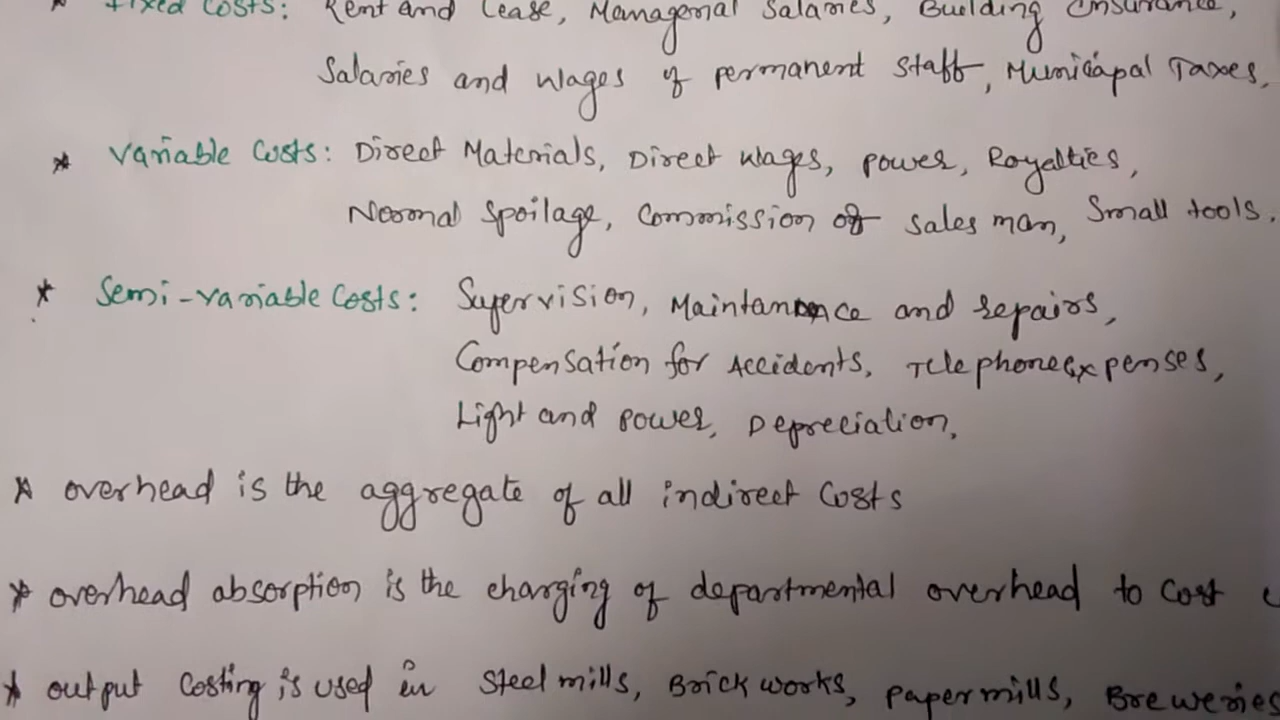 * Fixed Costs: Rent and Lease, Managerial Salaries, Building Insurance,
Salaries and Wages of permanent staff, Municipal Taxes,
* Variable Costs: Direct Materials, Direct wages, power, Royalties,
Normal Spoilage, Commission of sales man, Small tools.
* Semi-variable Costs: Supervision, Maintanance and repairs,
Compensation for Accidents, Telephone Expenses,
Light and power, Depreciation,
* overhead is the aggregate of all indirect Costs
* overhead absorption is the charging of departmental overhead to Cost
* output Costing is used in Steel mills, Brick works, paper mills, Breweries